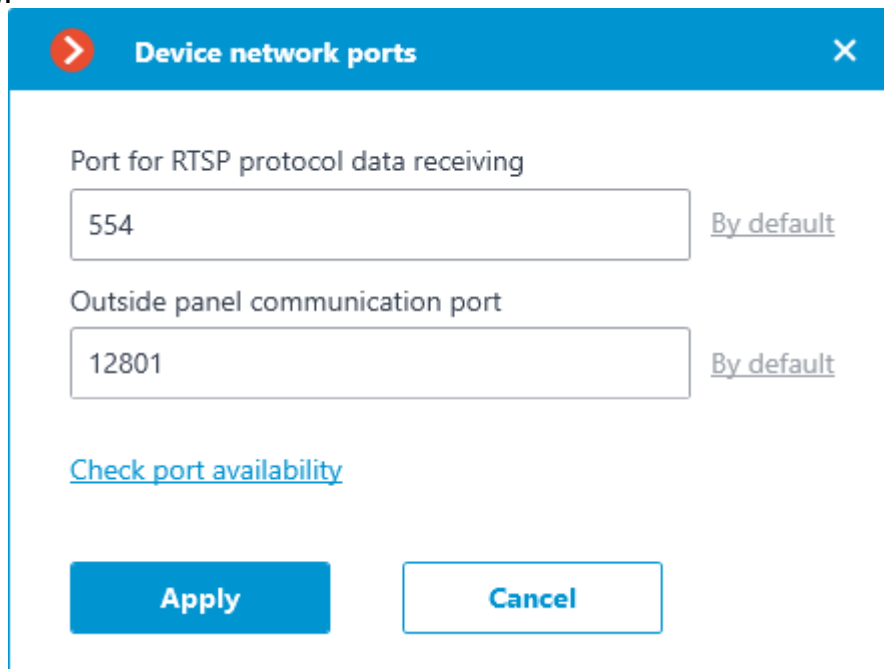 Device network ports
Port for RTSP protocol data receiving
554 By default
Outside panel communication port
12801 By default
Check port availability
Apply Cancel